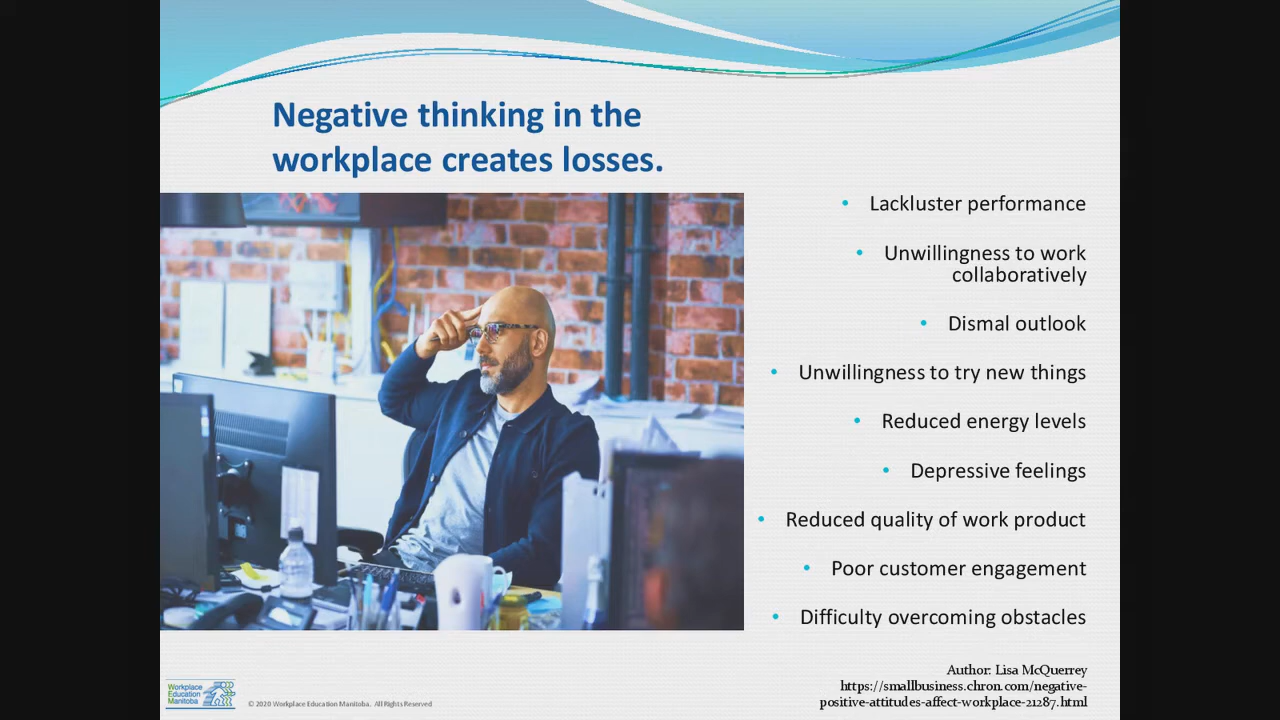 Negative thinking in the
workplace creates losses.
• Lackluster performance
• Unwillingness to work
collaboratively
• Dismal outlook
• Unwillingness to try new things
• Reduced energy levels
• Depressive feelings
• Reduced quality of work product
• Poor customer engagement
• Difficulty overcoming obstacles
Author: Lisa McQuerrey
https://smallbusiness.chron.com/negative-
positive-attitudes-affect-workplace-21287.html
Workplace
Education
Manitoba
© 2020 Workplace Education Manitoba. All Rights Reserved